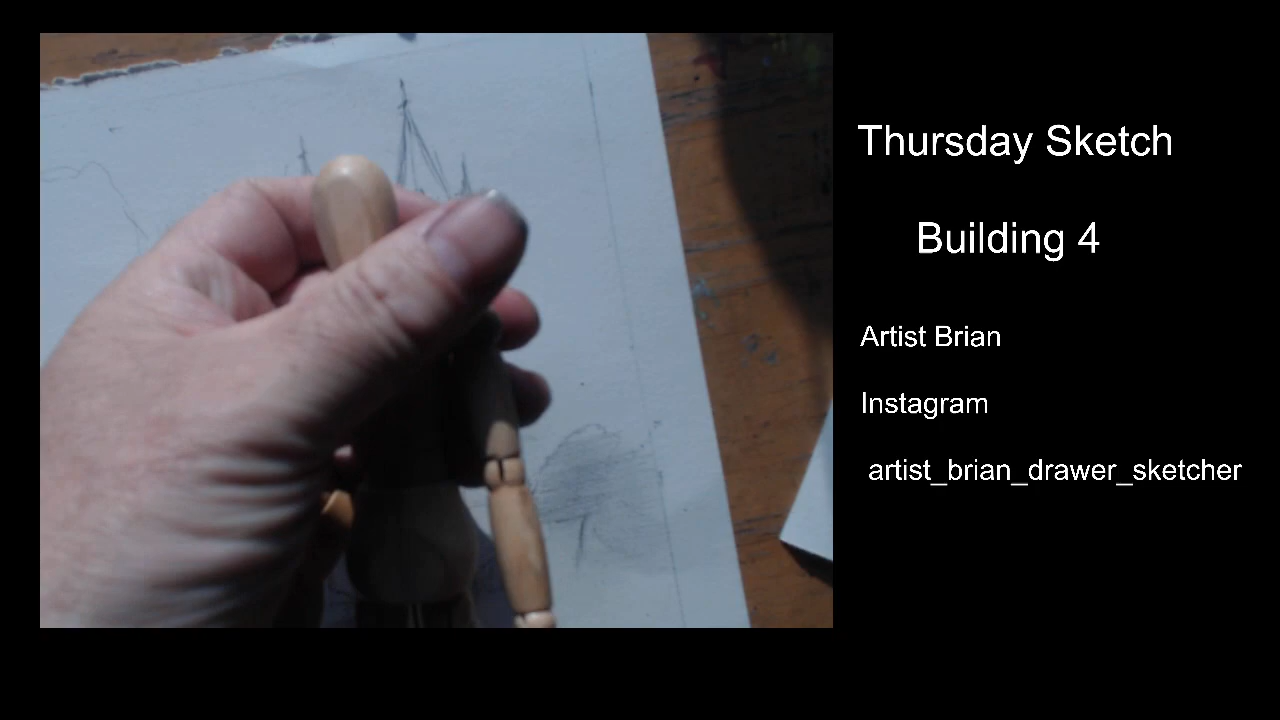 Thursday Sketch
Building 4
Artist Brian
Instagram
artist_brian_drawer_sketcher